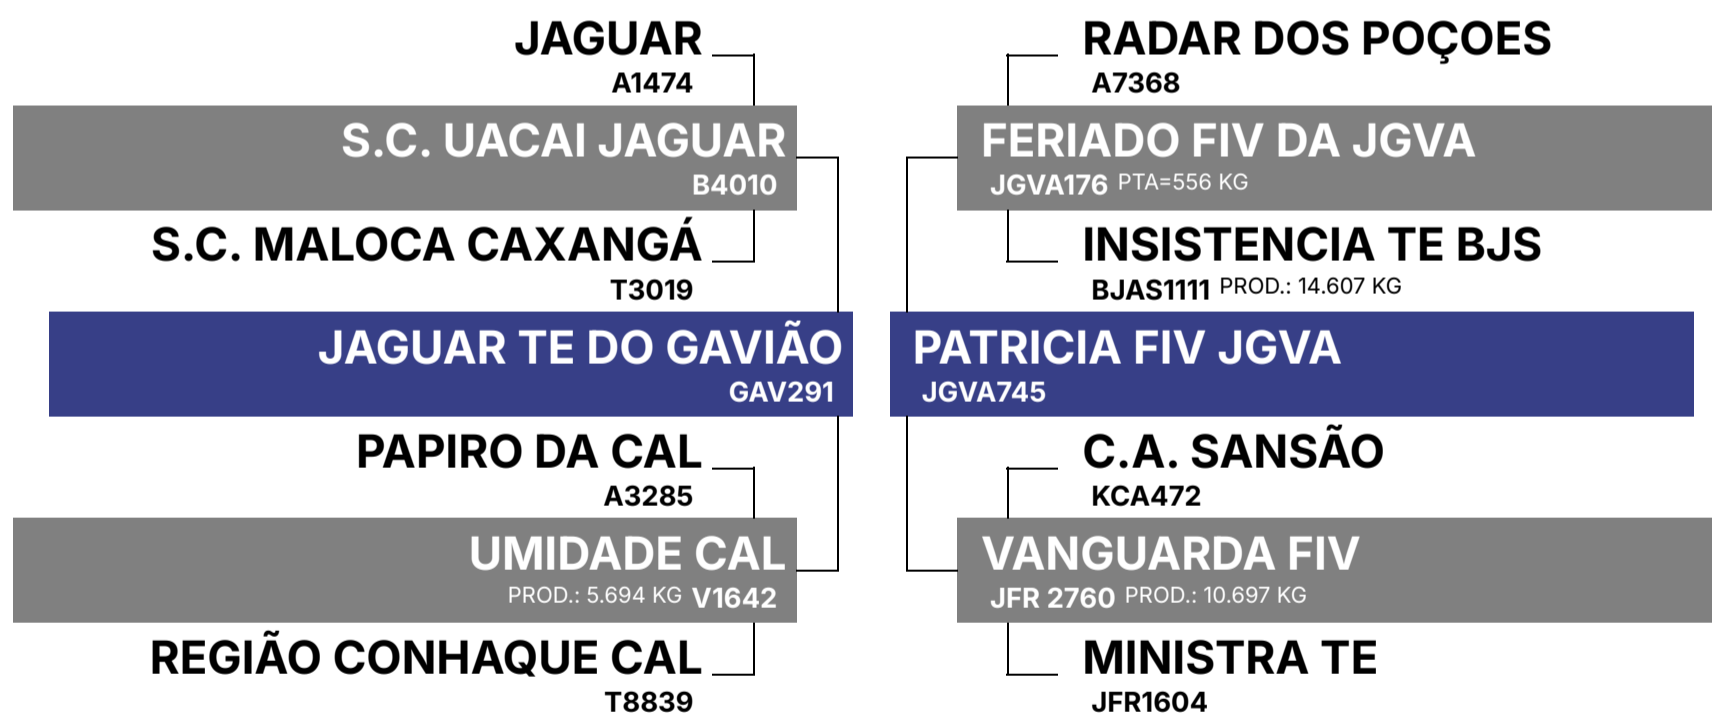 JAGUAR
A1474
S.C. UACAI JAGUAR
B4010
S.C. MALOCA CAXANGÁ
T3019
JAGUAR TE DO GAVIÃO
GAV291
PAPIRO DA CAL
A3285
UMIDADE CAL
PROD.: 5.694 KG V1642
REGIÃO CONHAQUE CAL
T8839
RADAR DOS POÇOES
A7368
FERIADO FIV DA JGVA
JGVA176 PTA=556 KG
INSISTENCIA TE BJS
BJAS1111 PROD.: 14.607 KG
PATRICIA FIV JGVA
JGVA745
C.A. SANSÃO
KCA472
VANGUARDA FIV
JFR 2760 PROD.: 10.697 KG
MINISTRA TE
JFR1604